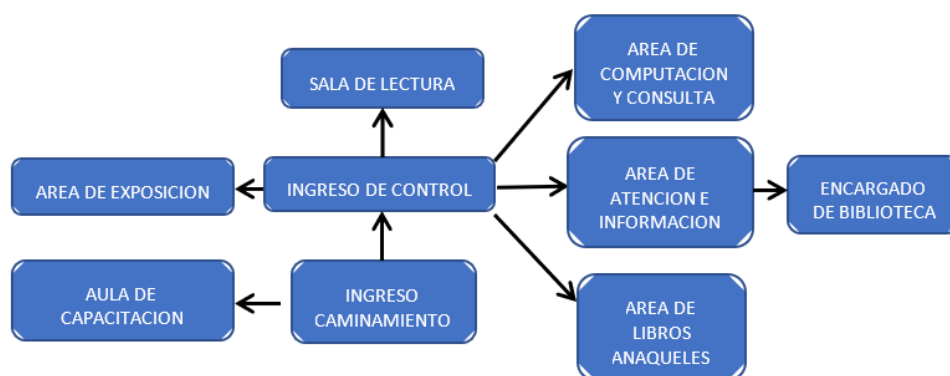 SALA DE LECTURA
AREA DE
COMPUTACION
Y CONSULTA
AREA DE EXPOSICION
INGRESO DE CONTROL
AREA DE
ATENCION E
INFORMACION
ENCARGADO
DE BIBLIOTECA
AULA DE
CAPACITACION
INGRESO
CAMINAMIENTO
AREA DE
LIBROS
ANAQUELES